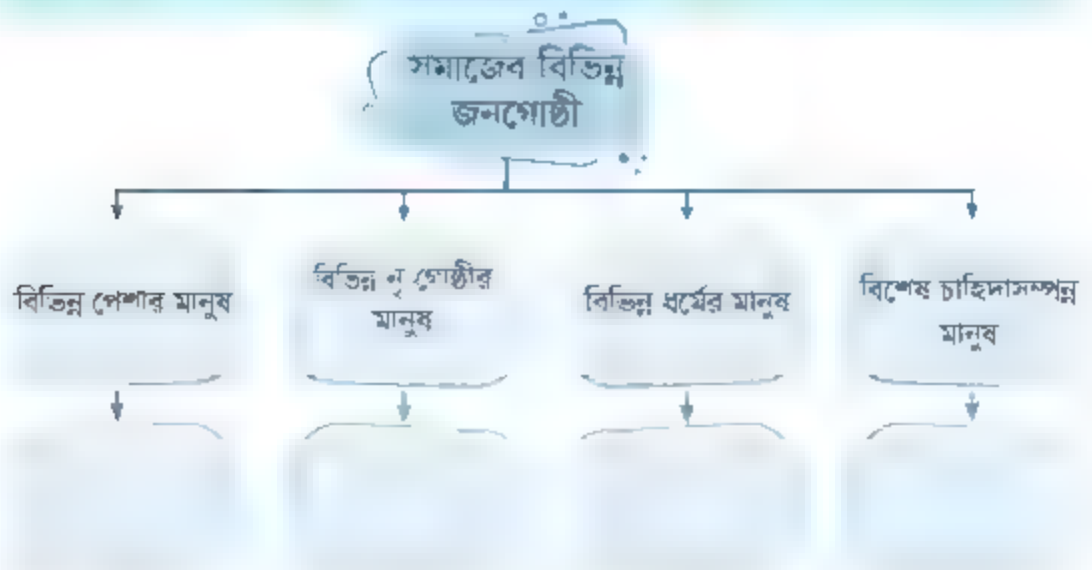 সমাজের বিভিন্ন
জনগোষ্ঠী
বিভিন্ন পেশার মানুষ
বিভিন্ন নৃ গোষ্ঠীর
মানুষ
বিভিন্ন ধর্মের মানুষ
বিশেষ চাহিদাসম্পন্ন
মানুষ